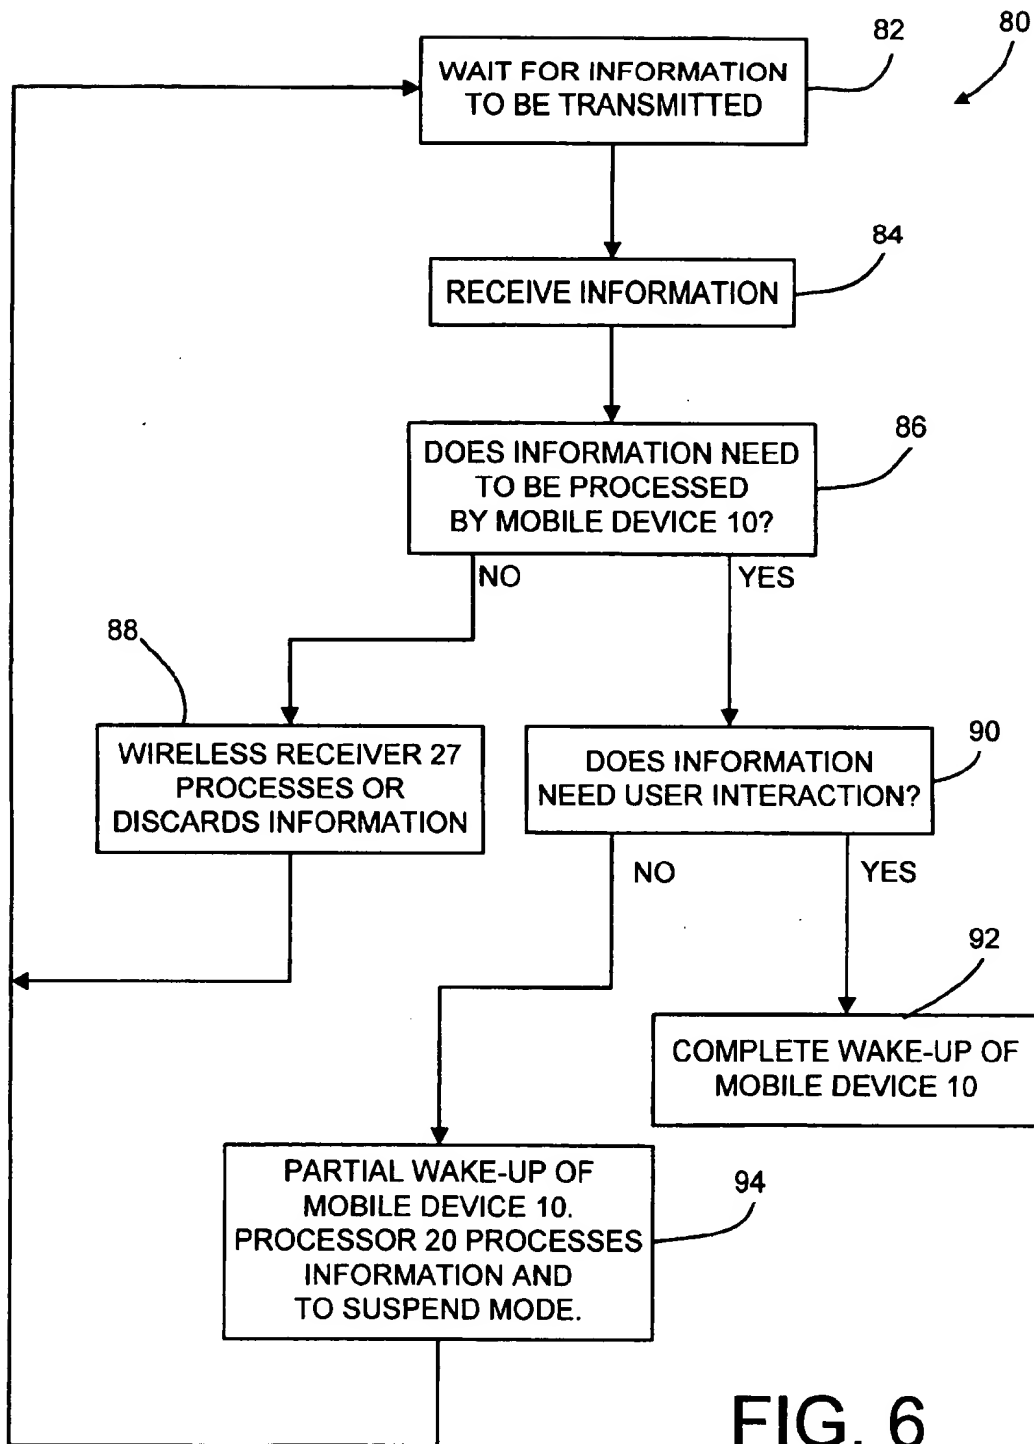 82
80
WAIT FOR INFORMATION
TO BE TRANSMITTED
84
RECEIVE INFORMATION
86
DOES INFORMATION NEED
TO BE PROCESSED
BY MOBILE DEVICE 10?
NO
YES
88
WIRELESS RECEIVER 27
PROCESSES OR
DISCARDS INFORMATION
90
DOES INFORMATION
NEED USER INTERACTION?
NO
YES
92
COMPLETE WAKE-UP OF
MOBILE DEVICE 10
94
PARTIAL WAKE-UP OF
MOBILE DEVICE 10.
PROCESSOR 20 PROCESSES
INFORMATION AND
TO SUSPEND MODE.
FIG. 6